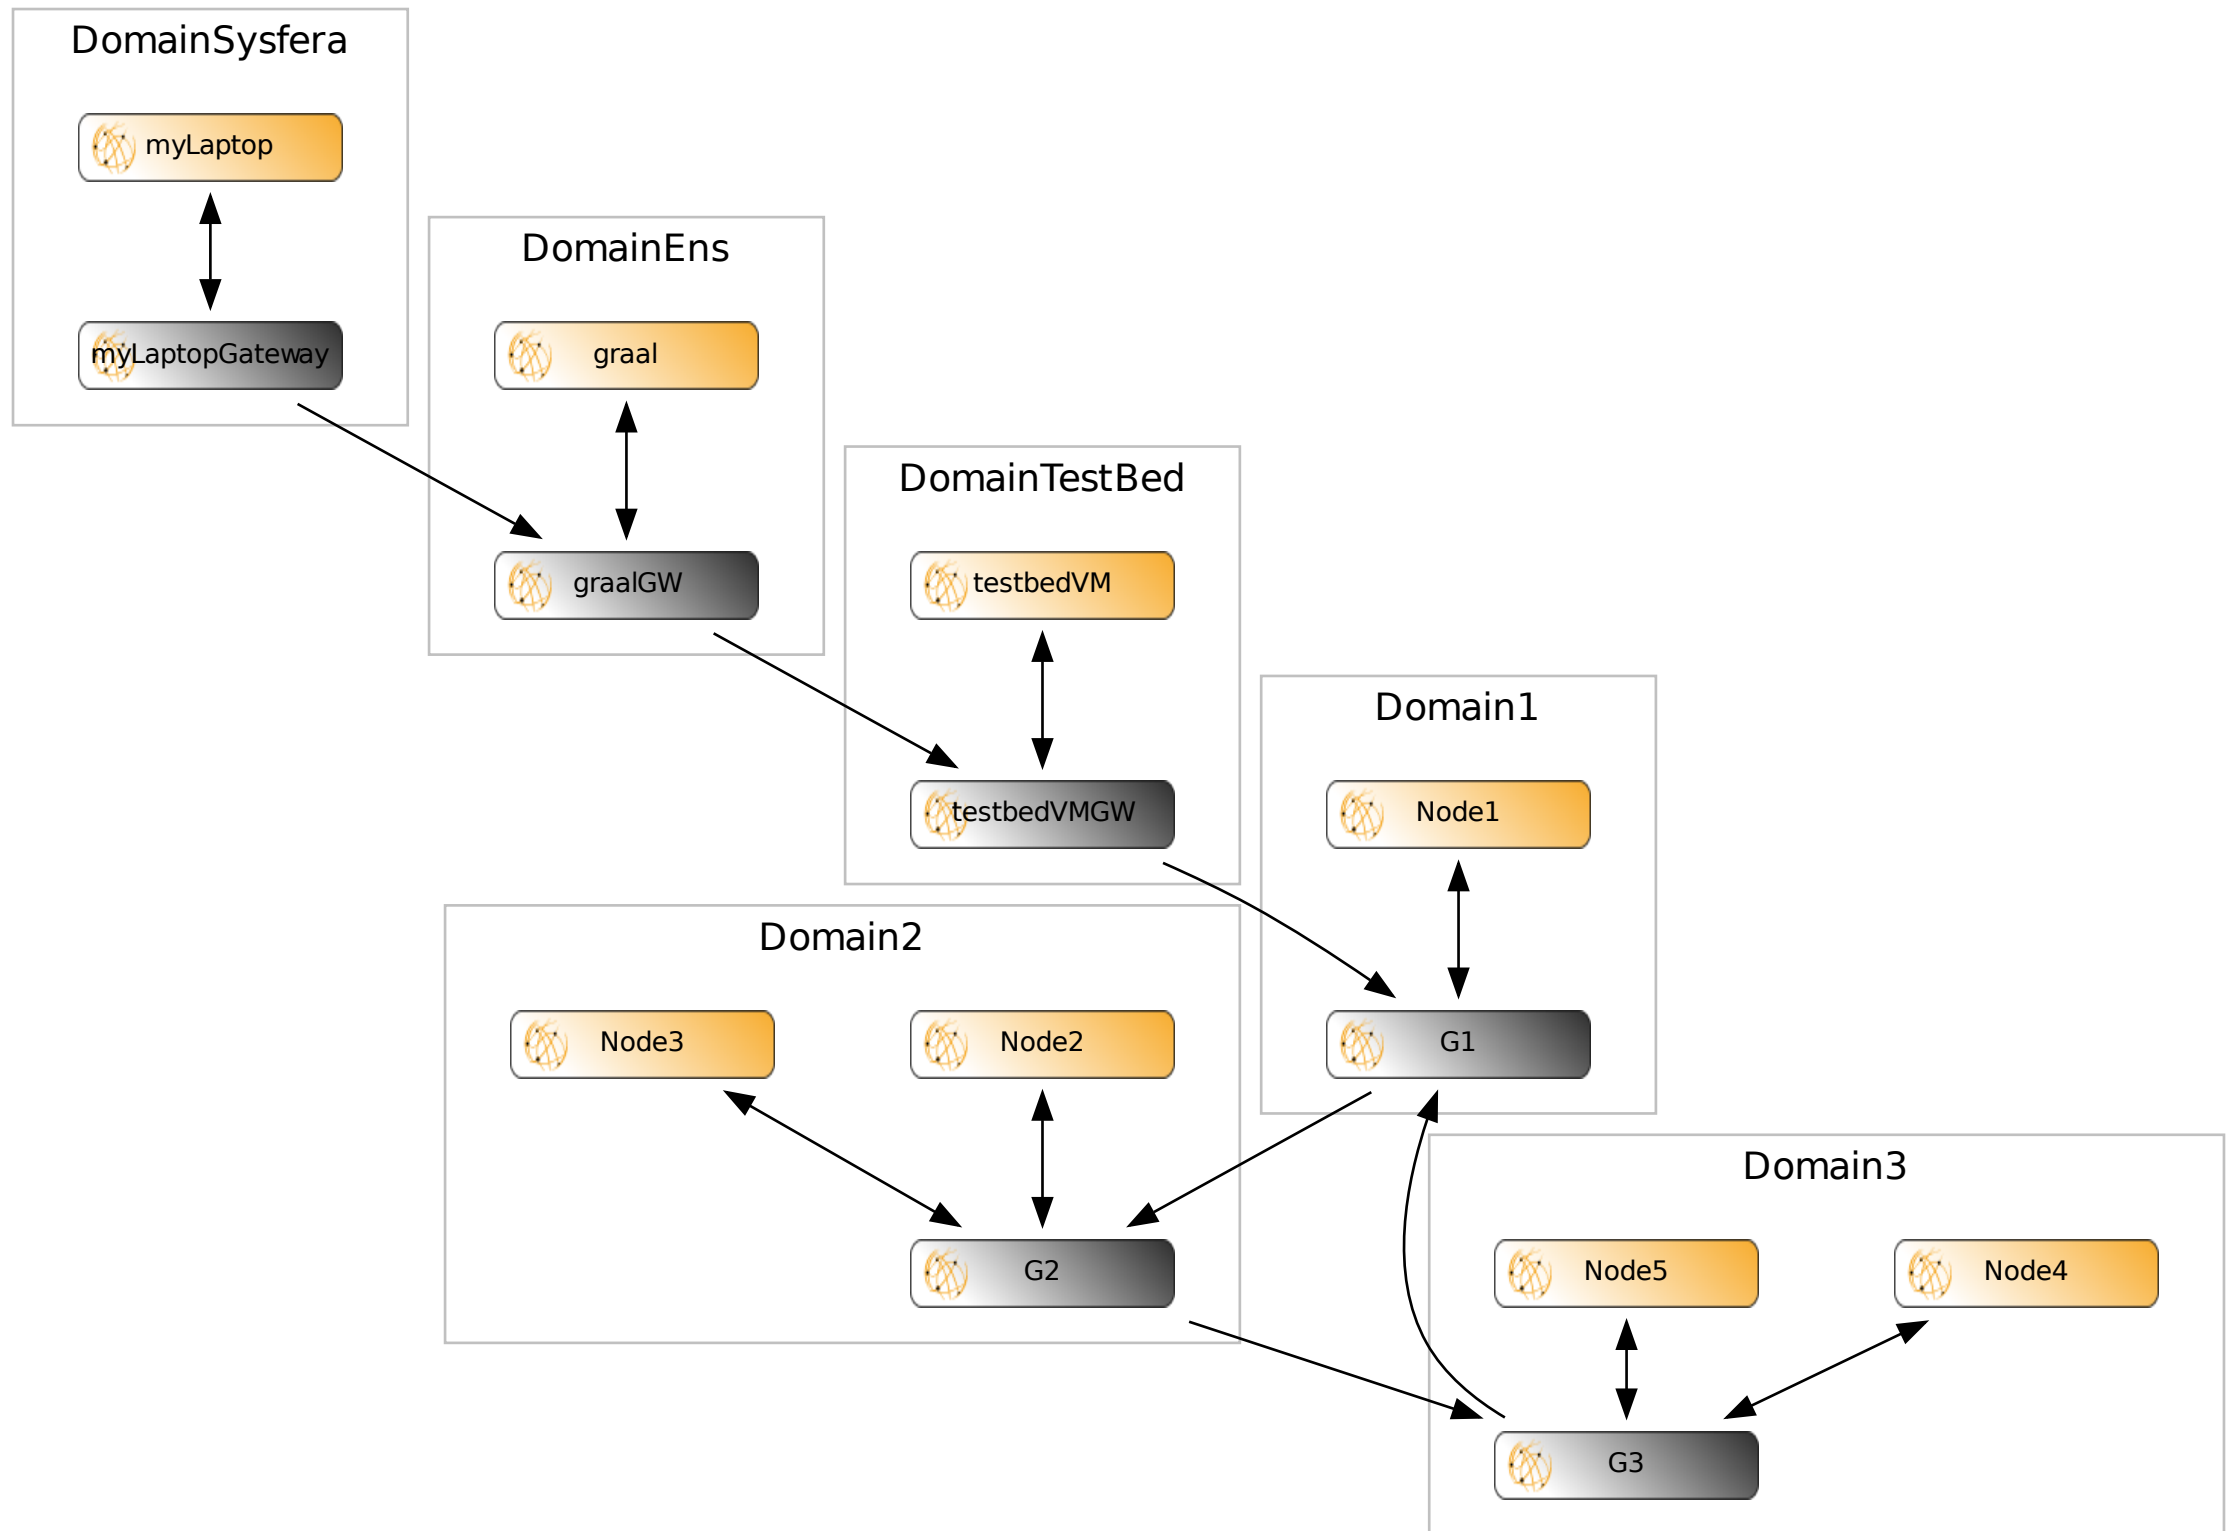 DomainSysfera
myLaptop
myLaptopGateway
DomainEns
graal
graalGW
DomainTestBed
testbedVM
testbedVMGW
Domain1
Node1
G1
Domain2
Node3
Node2
G2
Domain3
Node5
Node4
G3